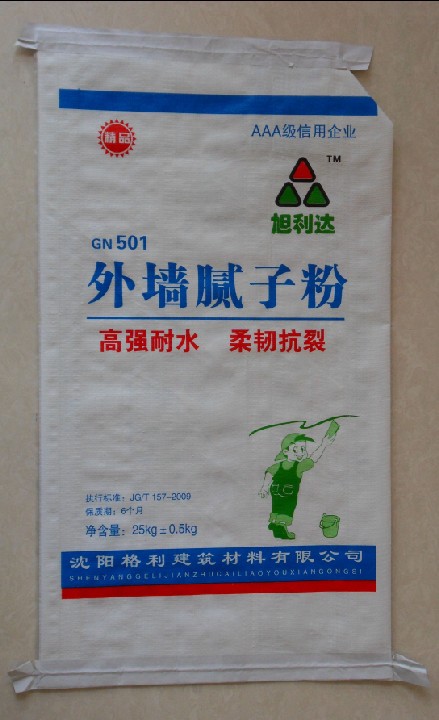 AAA级信用企业
精品
TM
旭利达
GN 501
外墙腻子粉
高强耐水 柔韧抗裂
执行标准：JG/T 157-2009
保质期：6个月
净含量：25kg±0.5kg
沈阳格利建筑材料有限公司